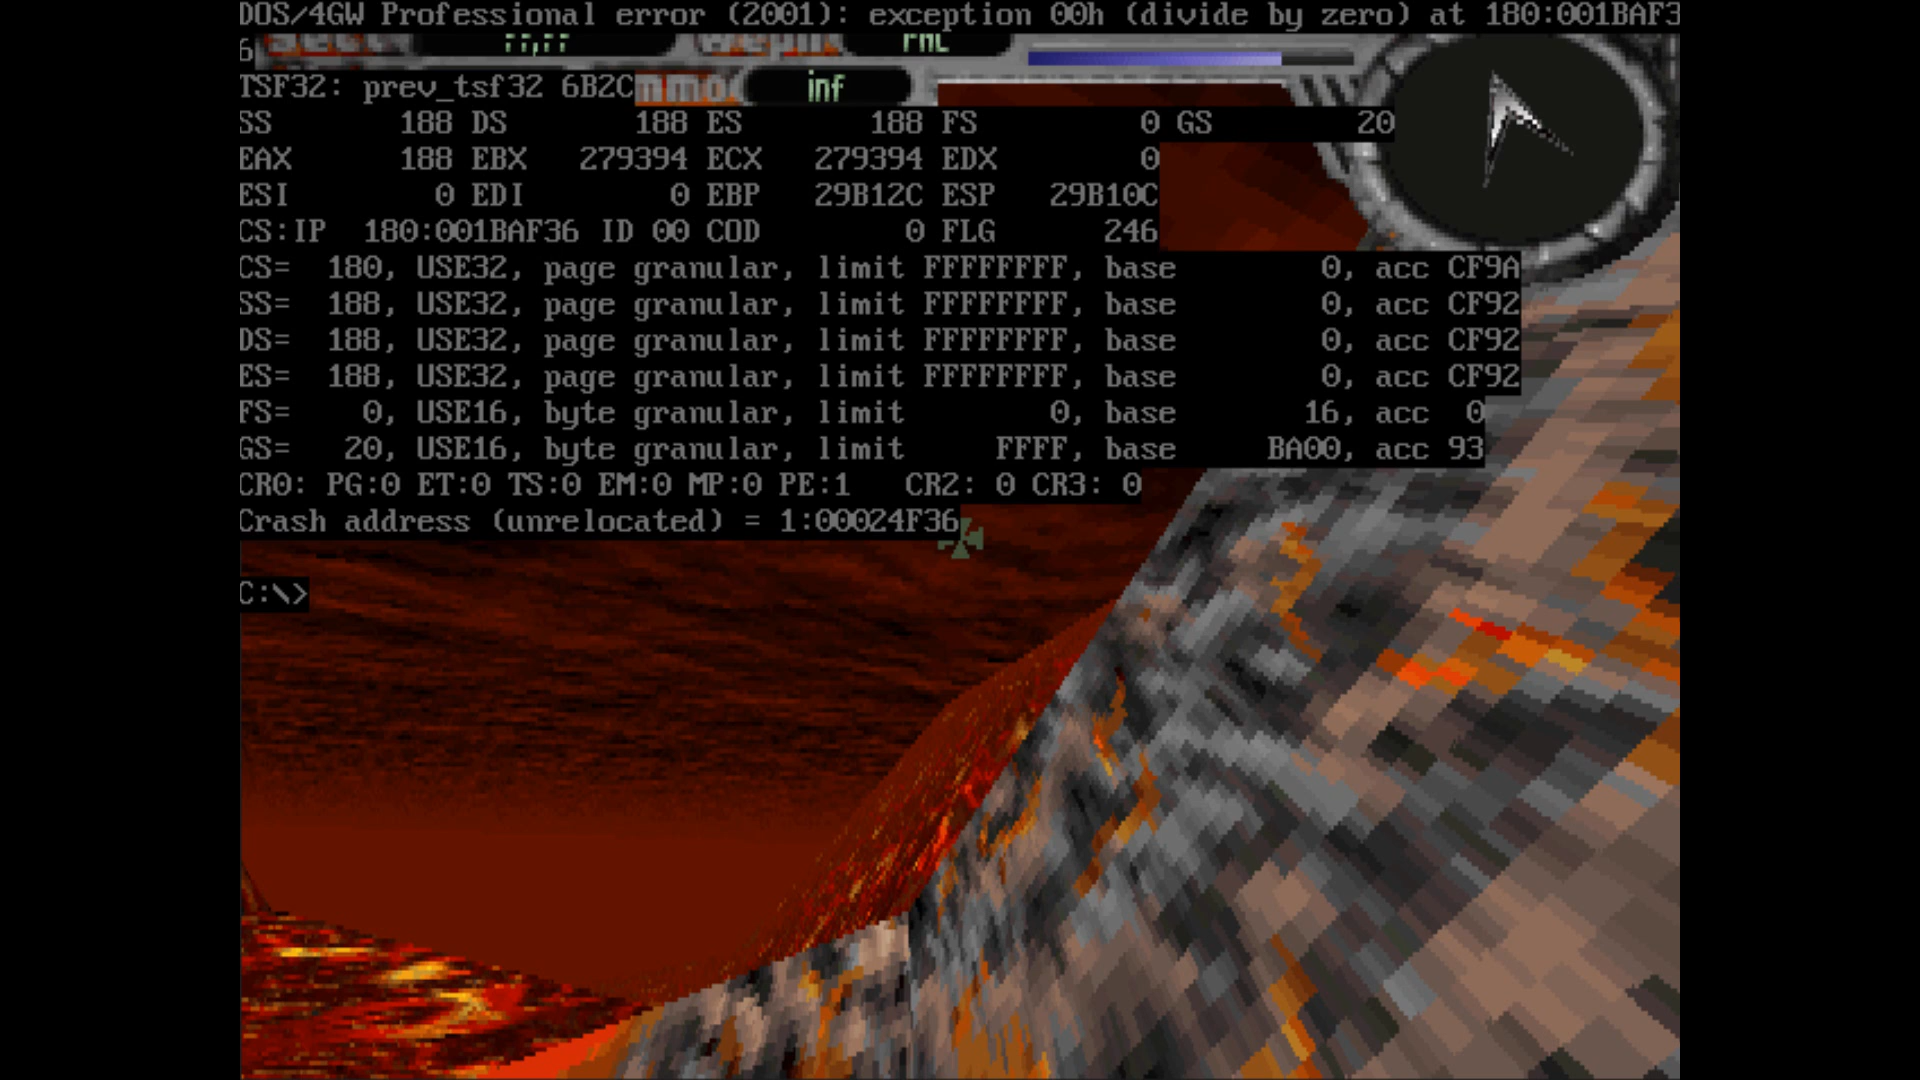 DOS/4GW Professional error (2001): exception 00h (divide by zero) at 180:001BAF3
6
TSF32: prev_tsf32 6B2C
inf
SS 188 DS 188 ES 188 FS 0 GS 20
EAX 188 EBX 279394 ECX 279394 EDX 0
ESI 0 EDI 0 EBP 29B12C ESP 29B10C
CS:IP 180:001BAF36 ID 00 COD 0 FLG 246
CS= 180, USE32, page granular, limit FFFFFFFF, base 0, acc CF9A
SS= 188, USE32, page granular, limit FFFFFFFF, base 0, acc CF92
DS= 188, USE32, page granular, limit FFFFFFFF, base 0, acc CF92
ES= 188, USE32, page granular, limit FFFFFFFF, base 0, acc CF92
FS= 0, USE16, byte granular, limit 0, base 16, acc 0
GS= 20, USE16, byte granular, limit FFFF, base BA00, acc 93
CR0: PG:0 ET:0 TS:0 EM:0 MP:0 PE:1 CR2: 0 CR3: 0
Crash address (unrelocated) = 1:00024F36
C:\>